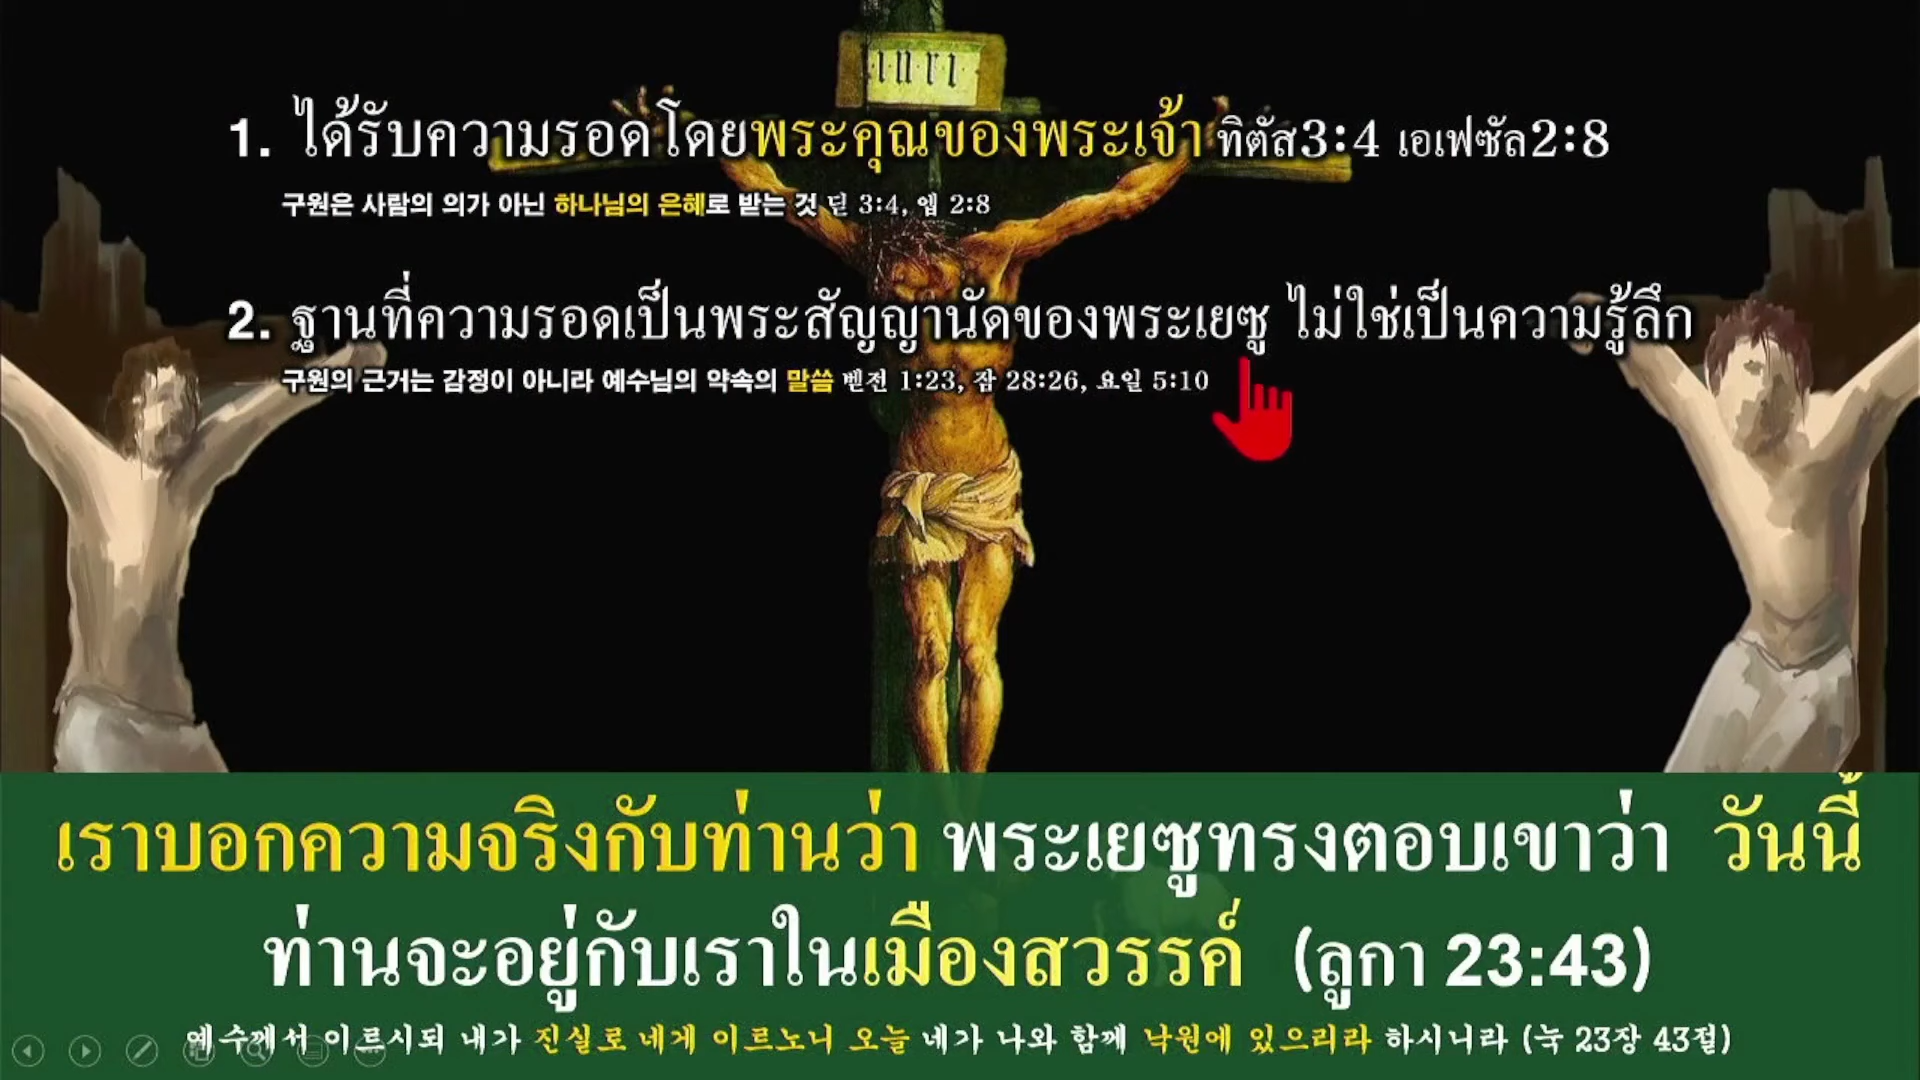 INRI
1. ได้รับความรอดโดยพระคุณของพระเจ้า ทิตัส3:4 เอเฟซัล2:8
구원은 사람의 의가 아닌 하나님의 은혜로 받는 것 딛 3:4, 엡 2:8
2. ฐานที่ความรอดเป็นพระสัญญานัดของพระเยซู ไม่ใช่เป็นความรู้ลึก
구원의 근거는 감정이 아니라 예수님의 약속의 말씀 벧전 1:23, 잠 28:26, 요일 5:10
เราบอกความจริงกับท่านว่า พระเยซูทรงตอบเขาว่า วันนี้
ท่านจะอยู่กับเราในเมืองสวรรค์ (ลูกา 23:43)
예수께서 이르시되 내가 진실로 네게 이르노니 오늘 네가 나와 함께 낙원에 있으리라 하시니라 (눅 23장 43절)